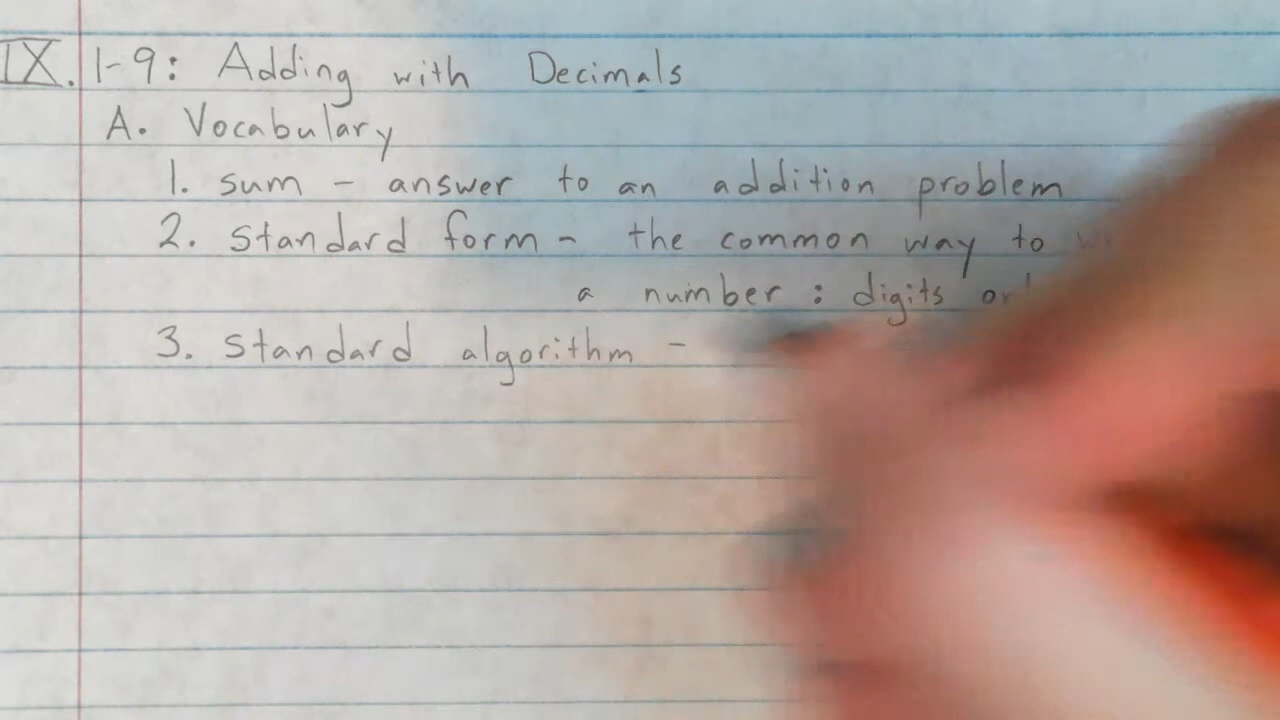 IX. 1-9: Adding with Decimals
A. Vocabulary
1. sum - answer to an addition problem
2. standard form - the common way to
a number : digits
3. standard algorithm -